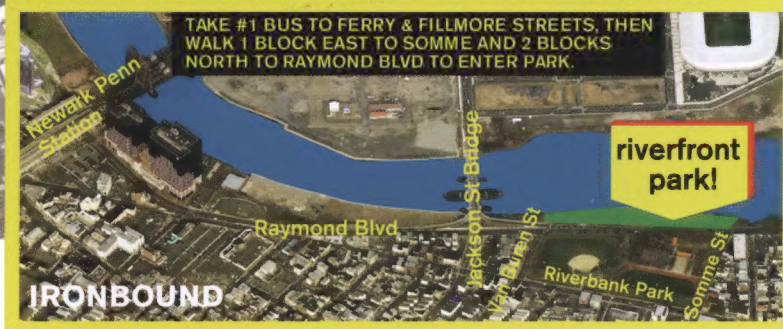 TAKE #1 BUS TO FERRY & FILLMORE STREETS, THEN
WALK 1 BLOCK EAST TO SOMME AND 2 BLOCKS
NORTH TO RAYMOND BLVD TO ENTER PARK.
Newark Penn
Station
Jackson St Bridge
riverfront
park!
Raymond Blvd
Van Buren St
Riverbank Park
Somme St
IRONBOUND